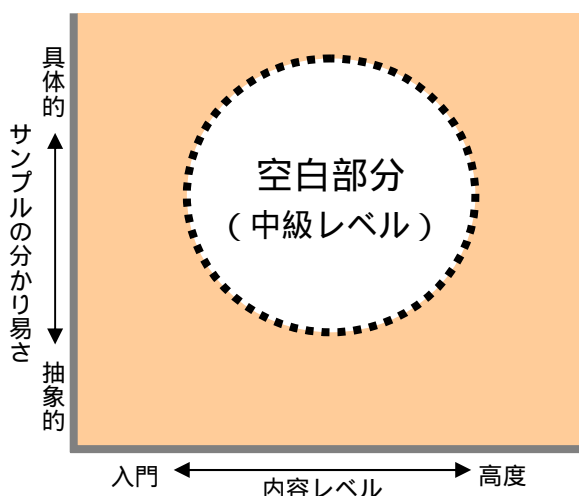 具体的
サンプルの分かり易さ
抽象的
空白部分
（中級レベル）
入門
内容レベル
高度